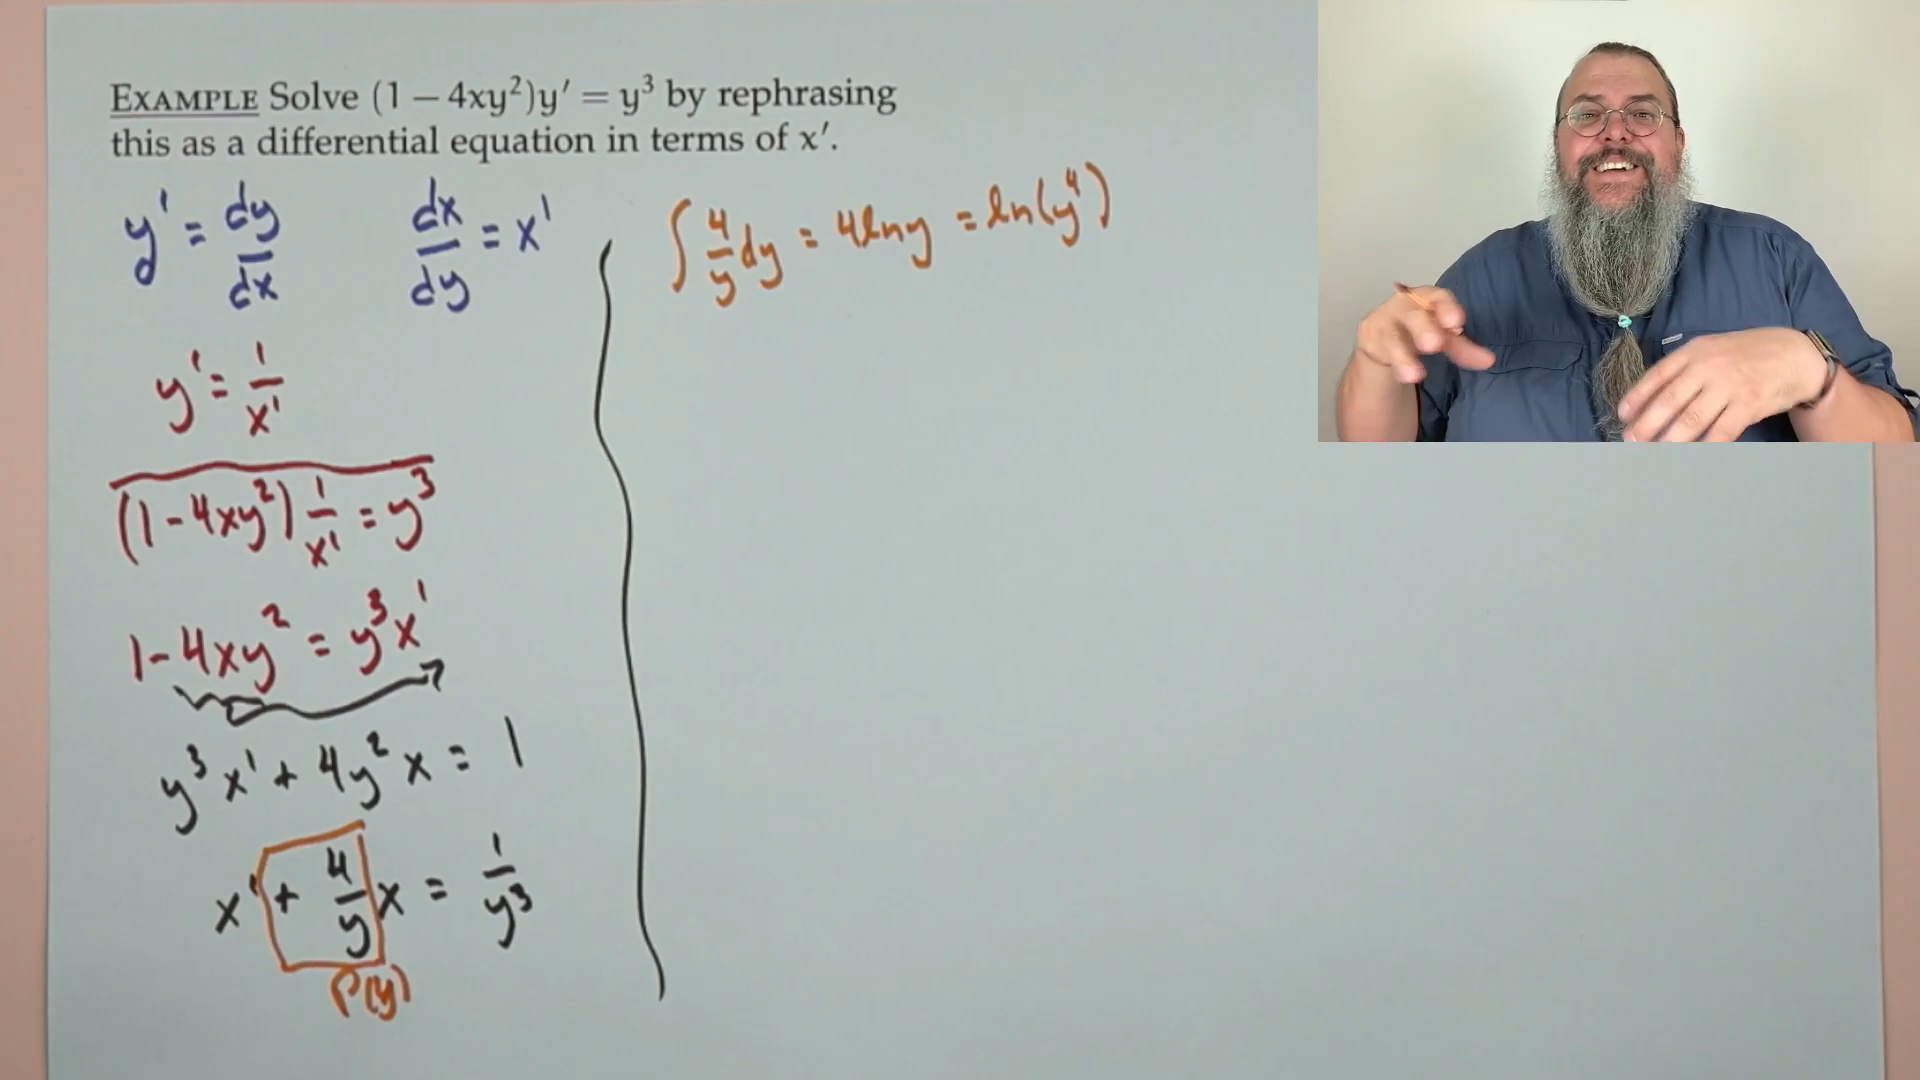 EXAMPLE Solve (1 − 4xy²)y′ = y³ by rephrasing
this as a differential equation in terms of x′.
y' = dy/dx
dx/dy = x'
y' = 1/x'
(1-4xy²) 1/x' = y³
1-4xy² = y³x'
y³x' + 4y²x = 1
x' + 4/y x = 1/y³
P(y)
∫ 4/y dy = 4lny = ln(y⁴)